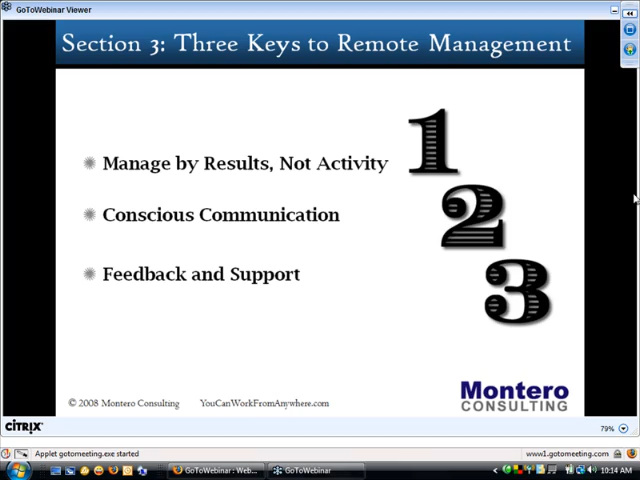 GoToWebinar Viewer
Section 3: Three Keys to Remote Management
Manage by Results, Not Activity
Conscious Communication
Feedback and Support
1
2
3
© 2008 Montero Consulting YouCanWorkFromAnywhere.com
Montero
CONSULTING
CITRIX
79%
Applet gotomeeting.exe started www1.gotomeeting.com
GoToWebinar : Web... GoToWebinar 10:14 AM